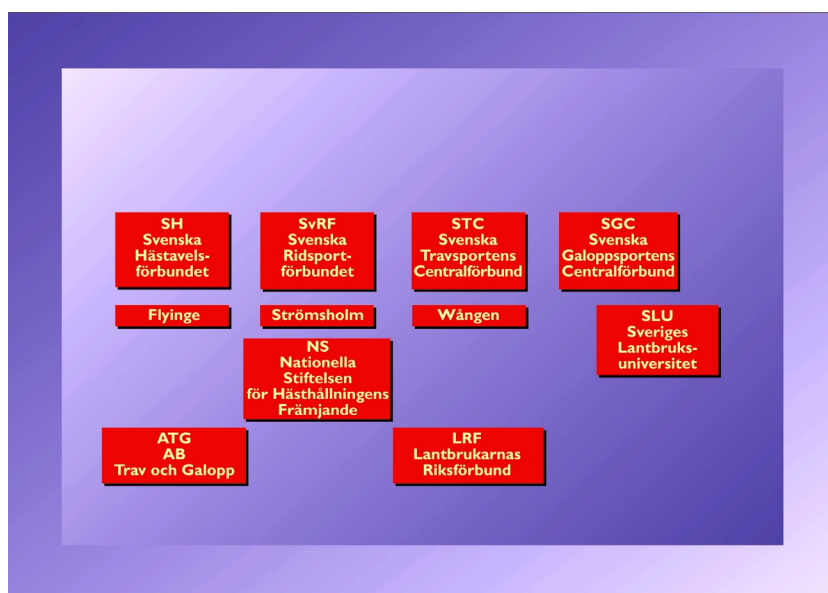 SH
Svenska
Hästavels-
förbundet
SvRF
Svenska
Ridsport-
förbundet
STC
Svenska
Travsportens
Centralförbund
SGC
Svenska
Galoppsportens
Centralförbund
Flyinge
Strömsholm
Wången
SLU
Sveriges
Lantbruks-
universitet
NS
Nationella
Stiftelsen
för Hästhållningens
Främjande
ATG
AB
Trav och Galopp
LRF
Lantbrukarnas
Riksförbund